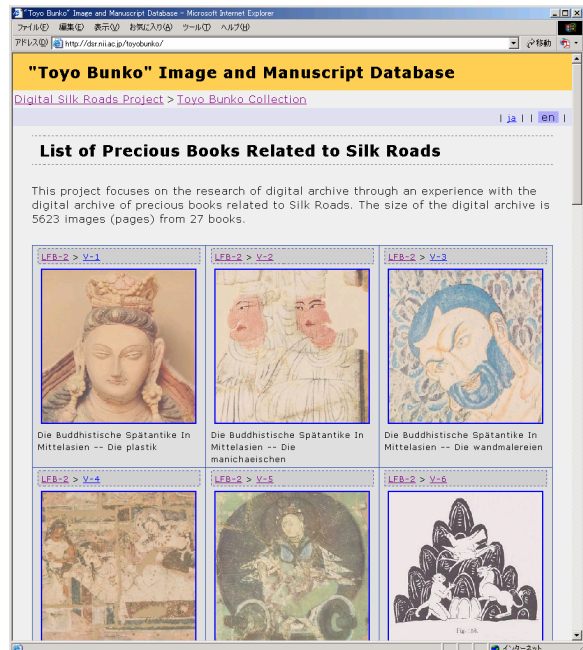 "Toyo Bunko" Image and Manuscript Database - Microsoft Internet Explorer
ファイル(F) 編集(E) 表示(V) お気に入り(A) ツール(T) ヘルプ(H)
アドレス(D) http://dsr.nii.ac.jp/toyobunko/ 移動
"Toyo Bunko" Image and Manuscript Database
Digital Silk Roads Project > Toyo Bunko Collection
| ja | | en |
List of Precious Books Related to Silk Roads
This project focuses on the research of digital archive through an experience with the
digital archive of precious books related to Silk Roads. The size of the digital archive is
5623 images (pages) from 27 books.
LFB-2 > V-1
LFB-2 > V-2
LFB-2 > V-3
Die Buddhistische Spätantike In
Mittelasien -- Die plastik
Die Buddhistische Spätantike In
Mittelasien -- Die
manichaeischen
Die Buddhistische Spätantike In
Mittelasien -- Die wandmalereien
LFB-2 > V-4
LFB-2 > V-5
LFB-2 > V-6
インターネット